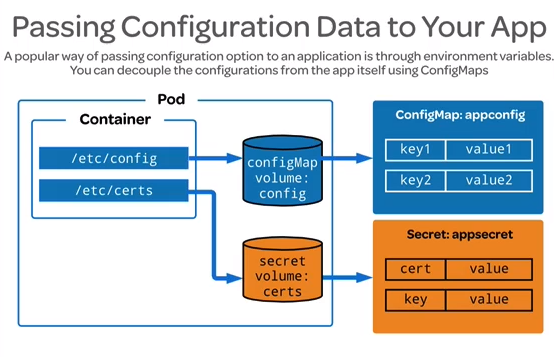 Passing Configuration Data to Your App
A popular way of passing configuration option to an application is through environment variables.
You can decouple the configurations from the app itself using ConfigMaps
Pod
Container
/etc/config
/etc/certs
configMap
volume:
config
secret
volume:
certs
ConfigMap: appconfig
key1 value1
key2 value2
Secret: appsecret
cert value
key value